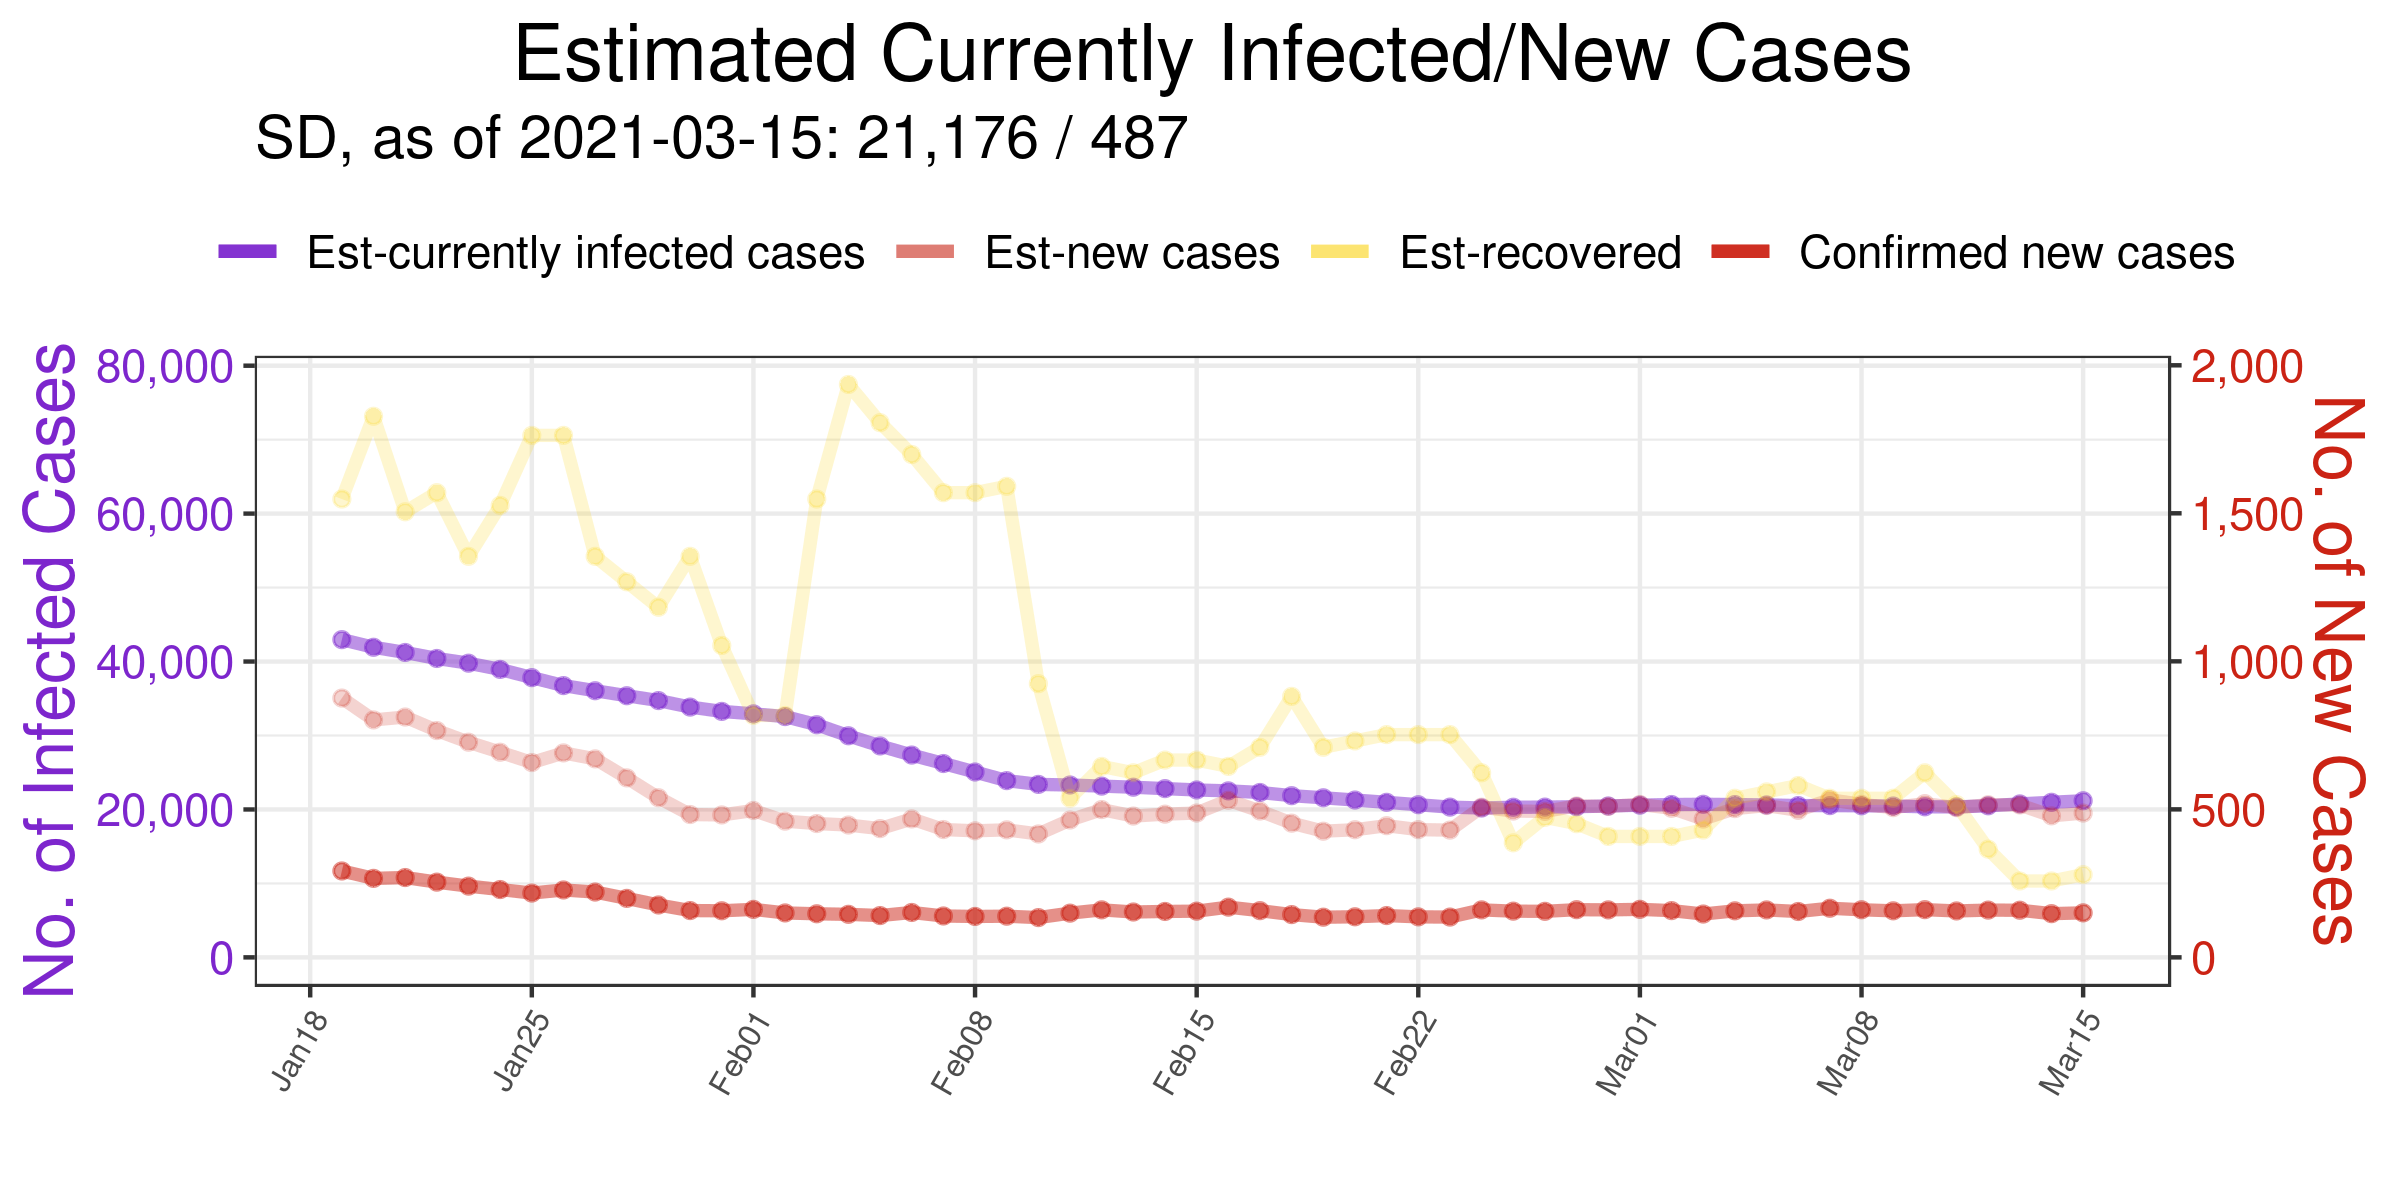 Estimated Currently Infected/New Cases
SD, as of 2021-03-15: 21,176 / 487
Est-currently infected cases Est-new cases Est-recovered Confirmed new cases
No. of Infected Cases
80,000
60,000
40,000
20,000
0
2,000
1,500
1,000
500
0
No. of New Cases
Jan18
Jan25
Feb01
Feb08
Feb15
Feb22
Mar01
Mar08
Mar15